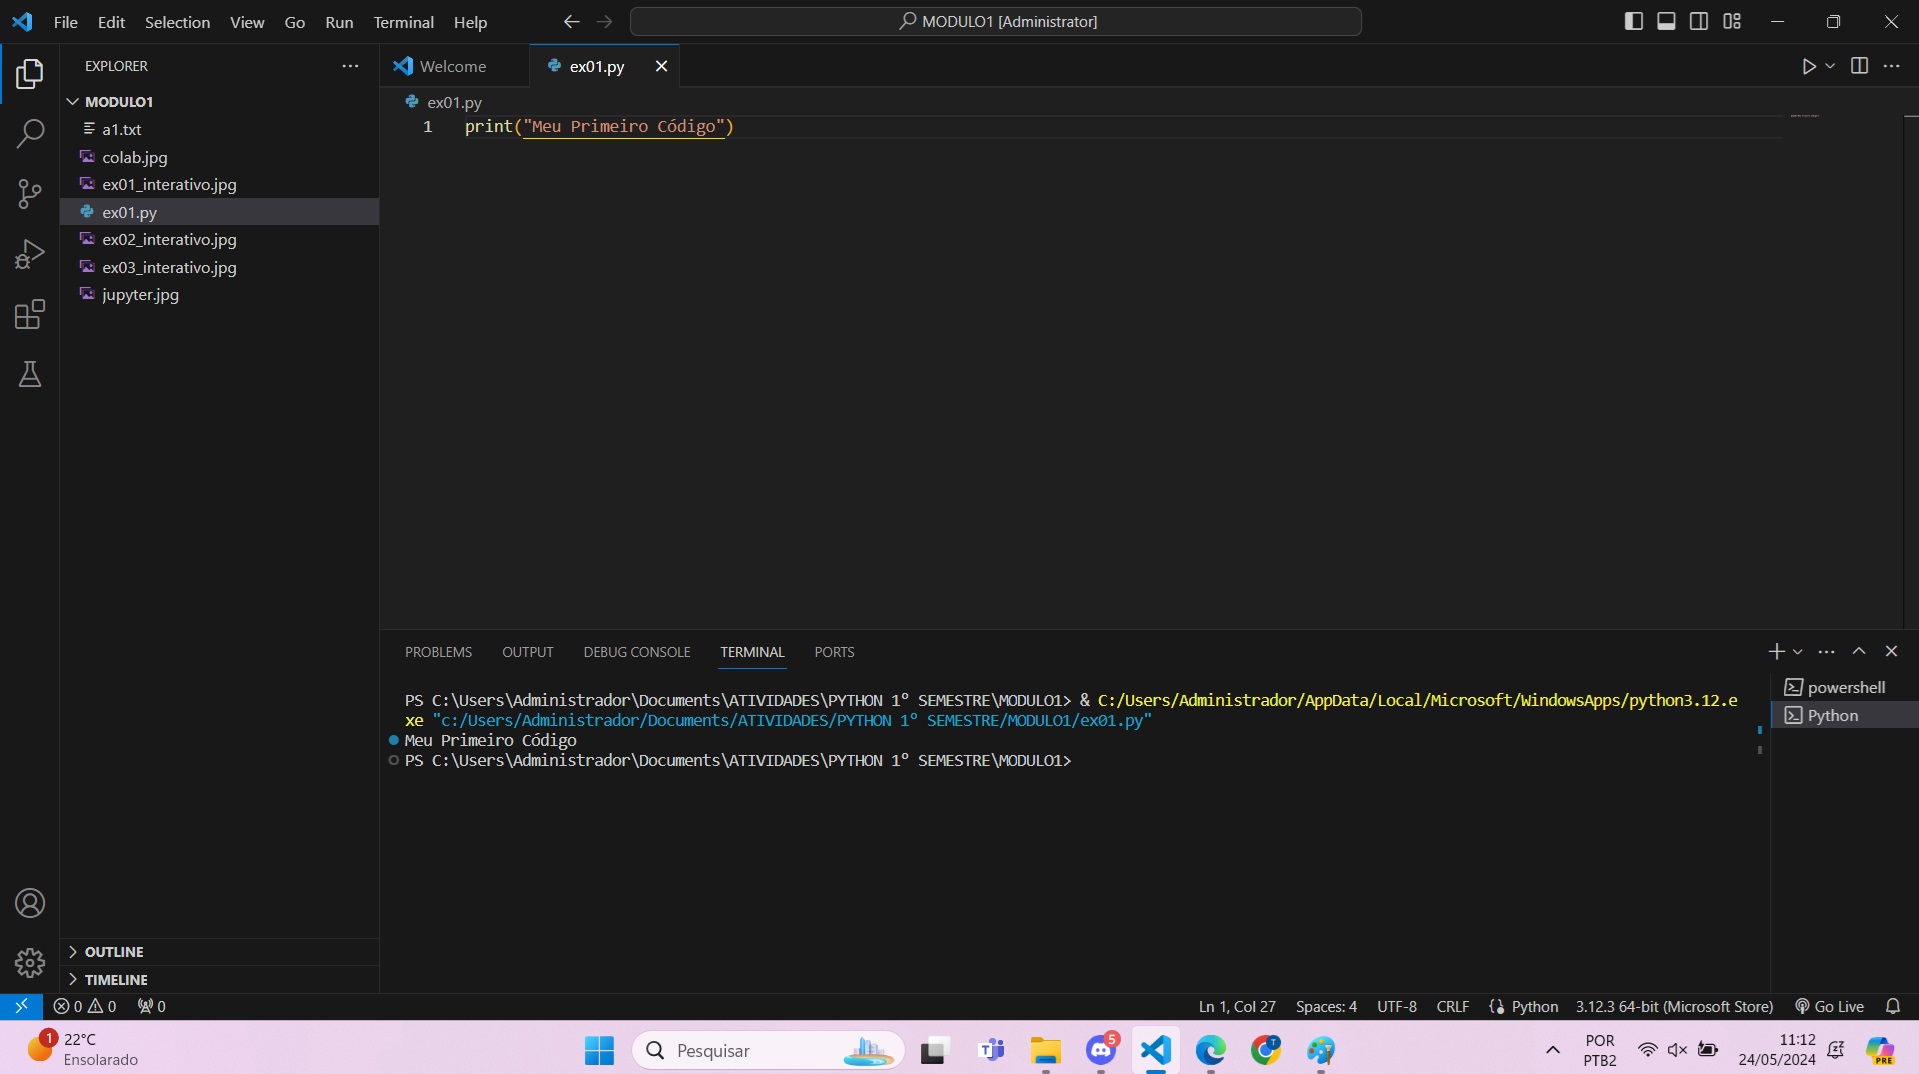 File Edit Selection View Go Run Terminal Help
MODULO1 [Administrator]
EXPLORER
MODULO1
a1.txt
colab.jpg
ex01_interativo.jpg
ex01.py
ex02_interativo.jpg
ex03_interativo.jpg
jupyter.jpg
OUTLINE
TIMELINE
Welcome
ex01.py
ex01.py
1 print("Meu Primeiro Código")
PROBLEMS OUTPUT DEBUG CONSOLE TERMINAL PORTS
PS C:\Users\Administrador\Documents\ATIVIDADES\PYTHON 1º SEMESTRE\MODULO1> & C:/Users/Administrador/AppData/Local/Microsoft/WindowsApps/python3.12.e
xe "c:/Users/Administrador/Documents/ATIVIDADES/PYTHON 1º SEMESTRE/MODULO1/ex01.py"
Meu Primeiro Código
PS C:\Users\Administrador\Documents\ATIVIDADES\PYTHON 1º SEMESTRE\MODULO1>
powershell
Python
0 0 0
Ln 1, Col 27 Spaces: 4 UTF-8 CRLF Python 3.12.3 64-bit (Microsoft Store) Go Live
1
22°C
Ensolarado
Pesquisar
5
T
POR
PTB2
11:12
24/05/2024
PRE